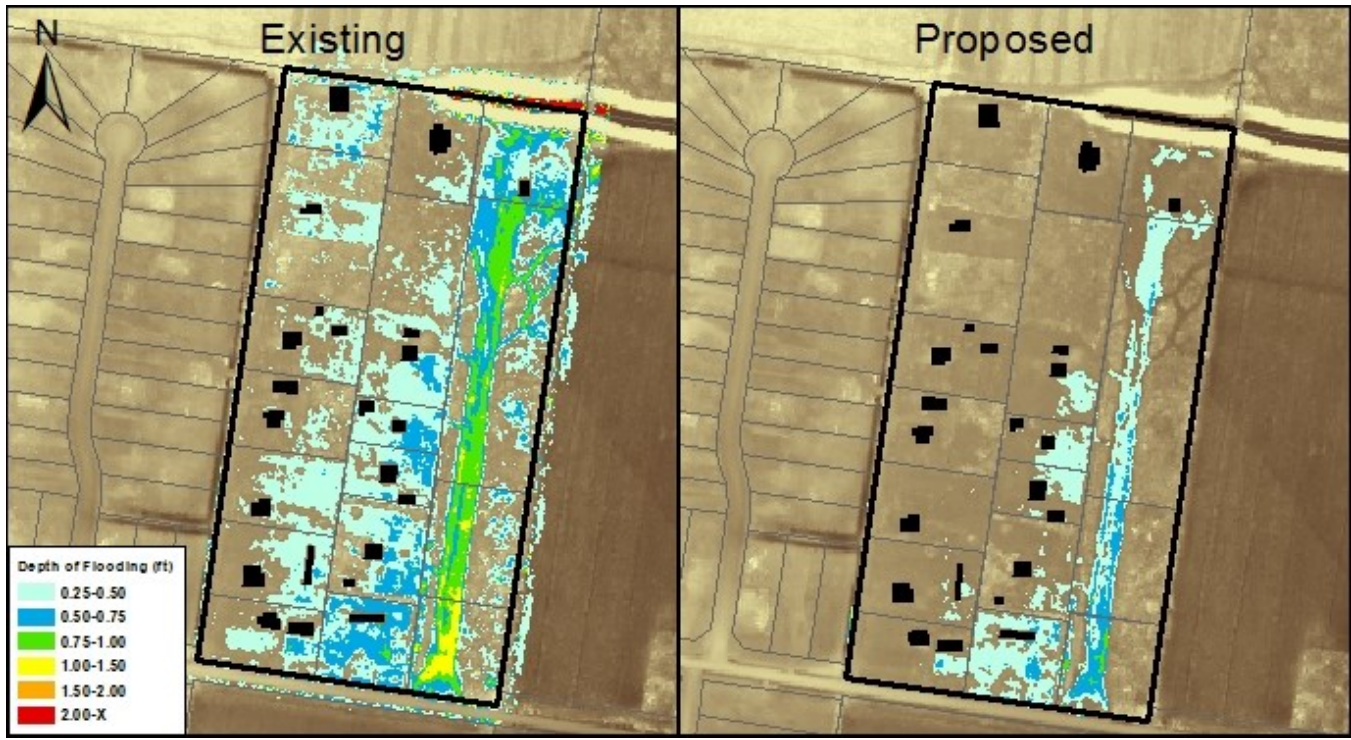 Existing
Proposed
N
Depth of Flooding (ft)
0.25-0.50
0.50-0.75
0.75-1.00
1.00-1.50
1.50-2.00
2.00-X